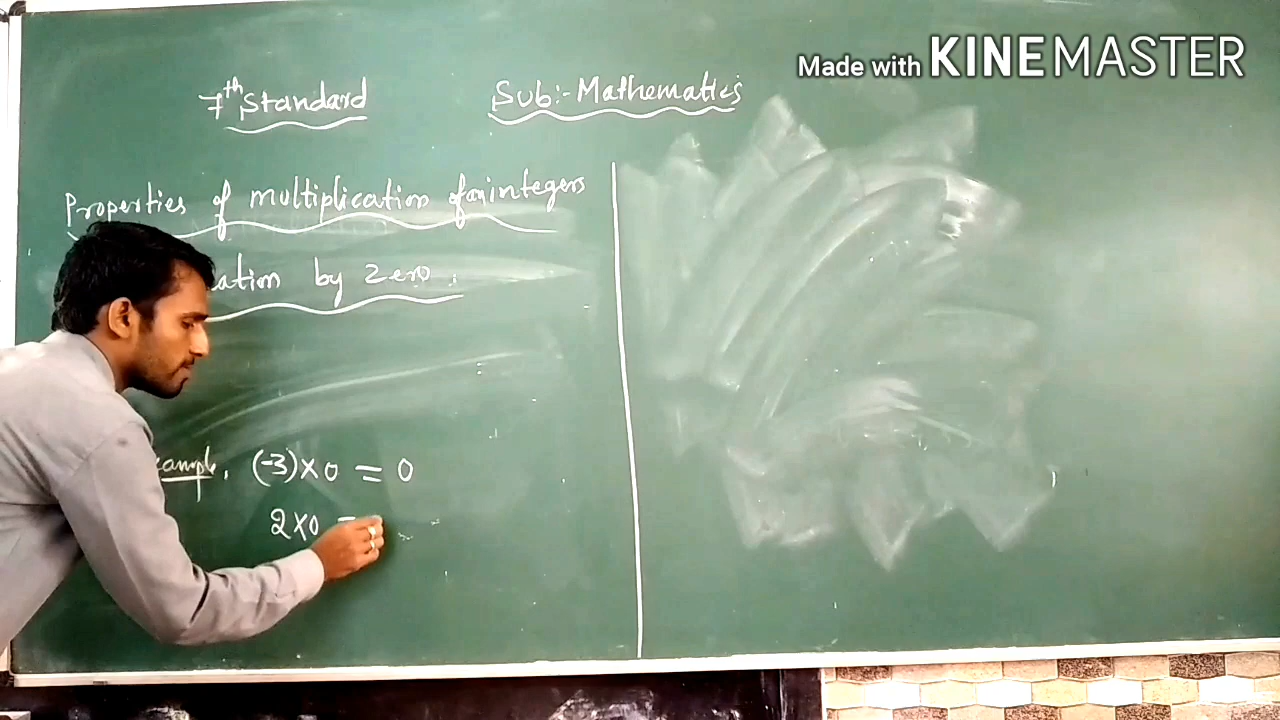 Made with KINEMASTER
7th Standard Sub:- Mathematics
Properties of multiplication of integers
by Zero.
(-3)×0 = 0
2×0 =